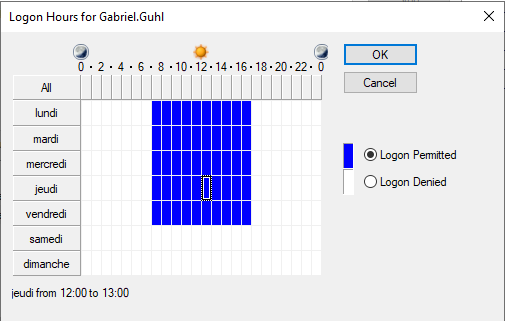 Logon Hours for Gabriel.Guhl
0 · 2 · 4 · 6 · 8 · 10 · 12 · 14 · 16 · 18 · 20 · 22 · 0
All
lundi
mardi
mercredi
jeudi
vendredi
samedi
dimanche
OK
Cancel
Logon Permitted
Logon Denied
jeudi from 12:00 to 13:00